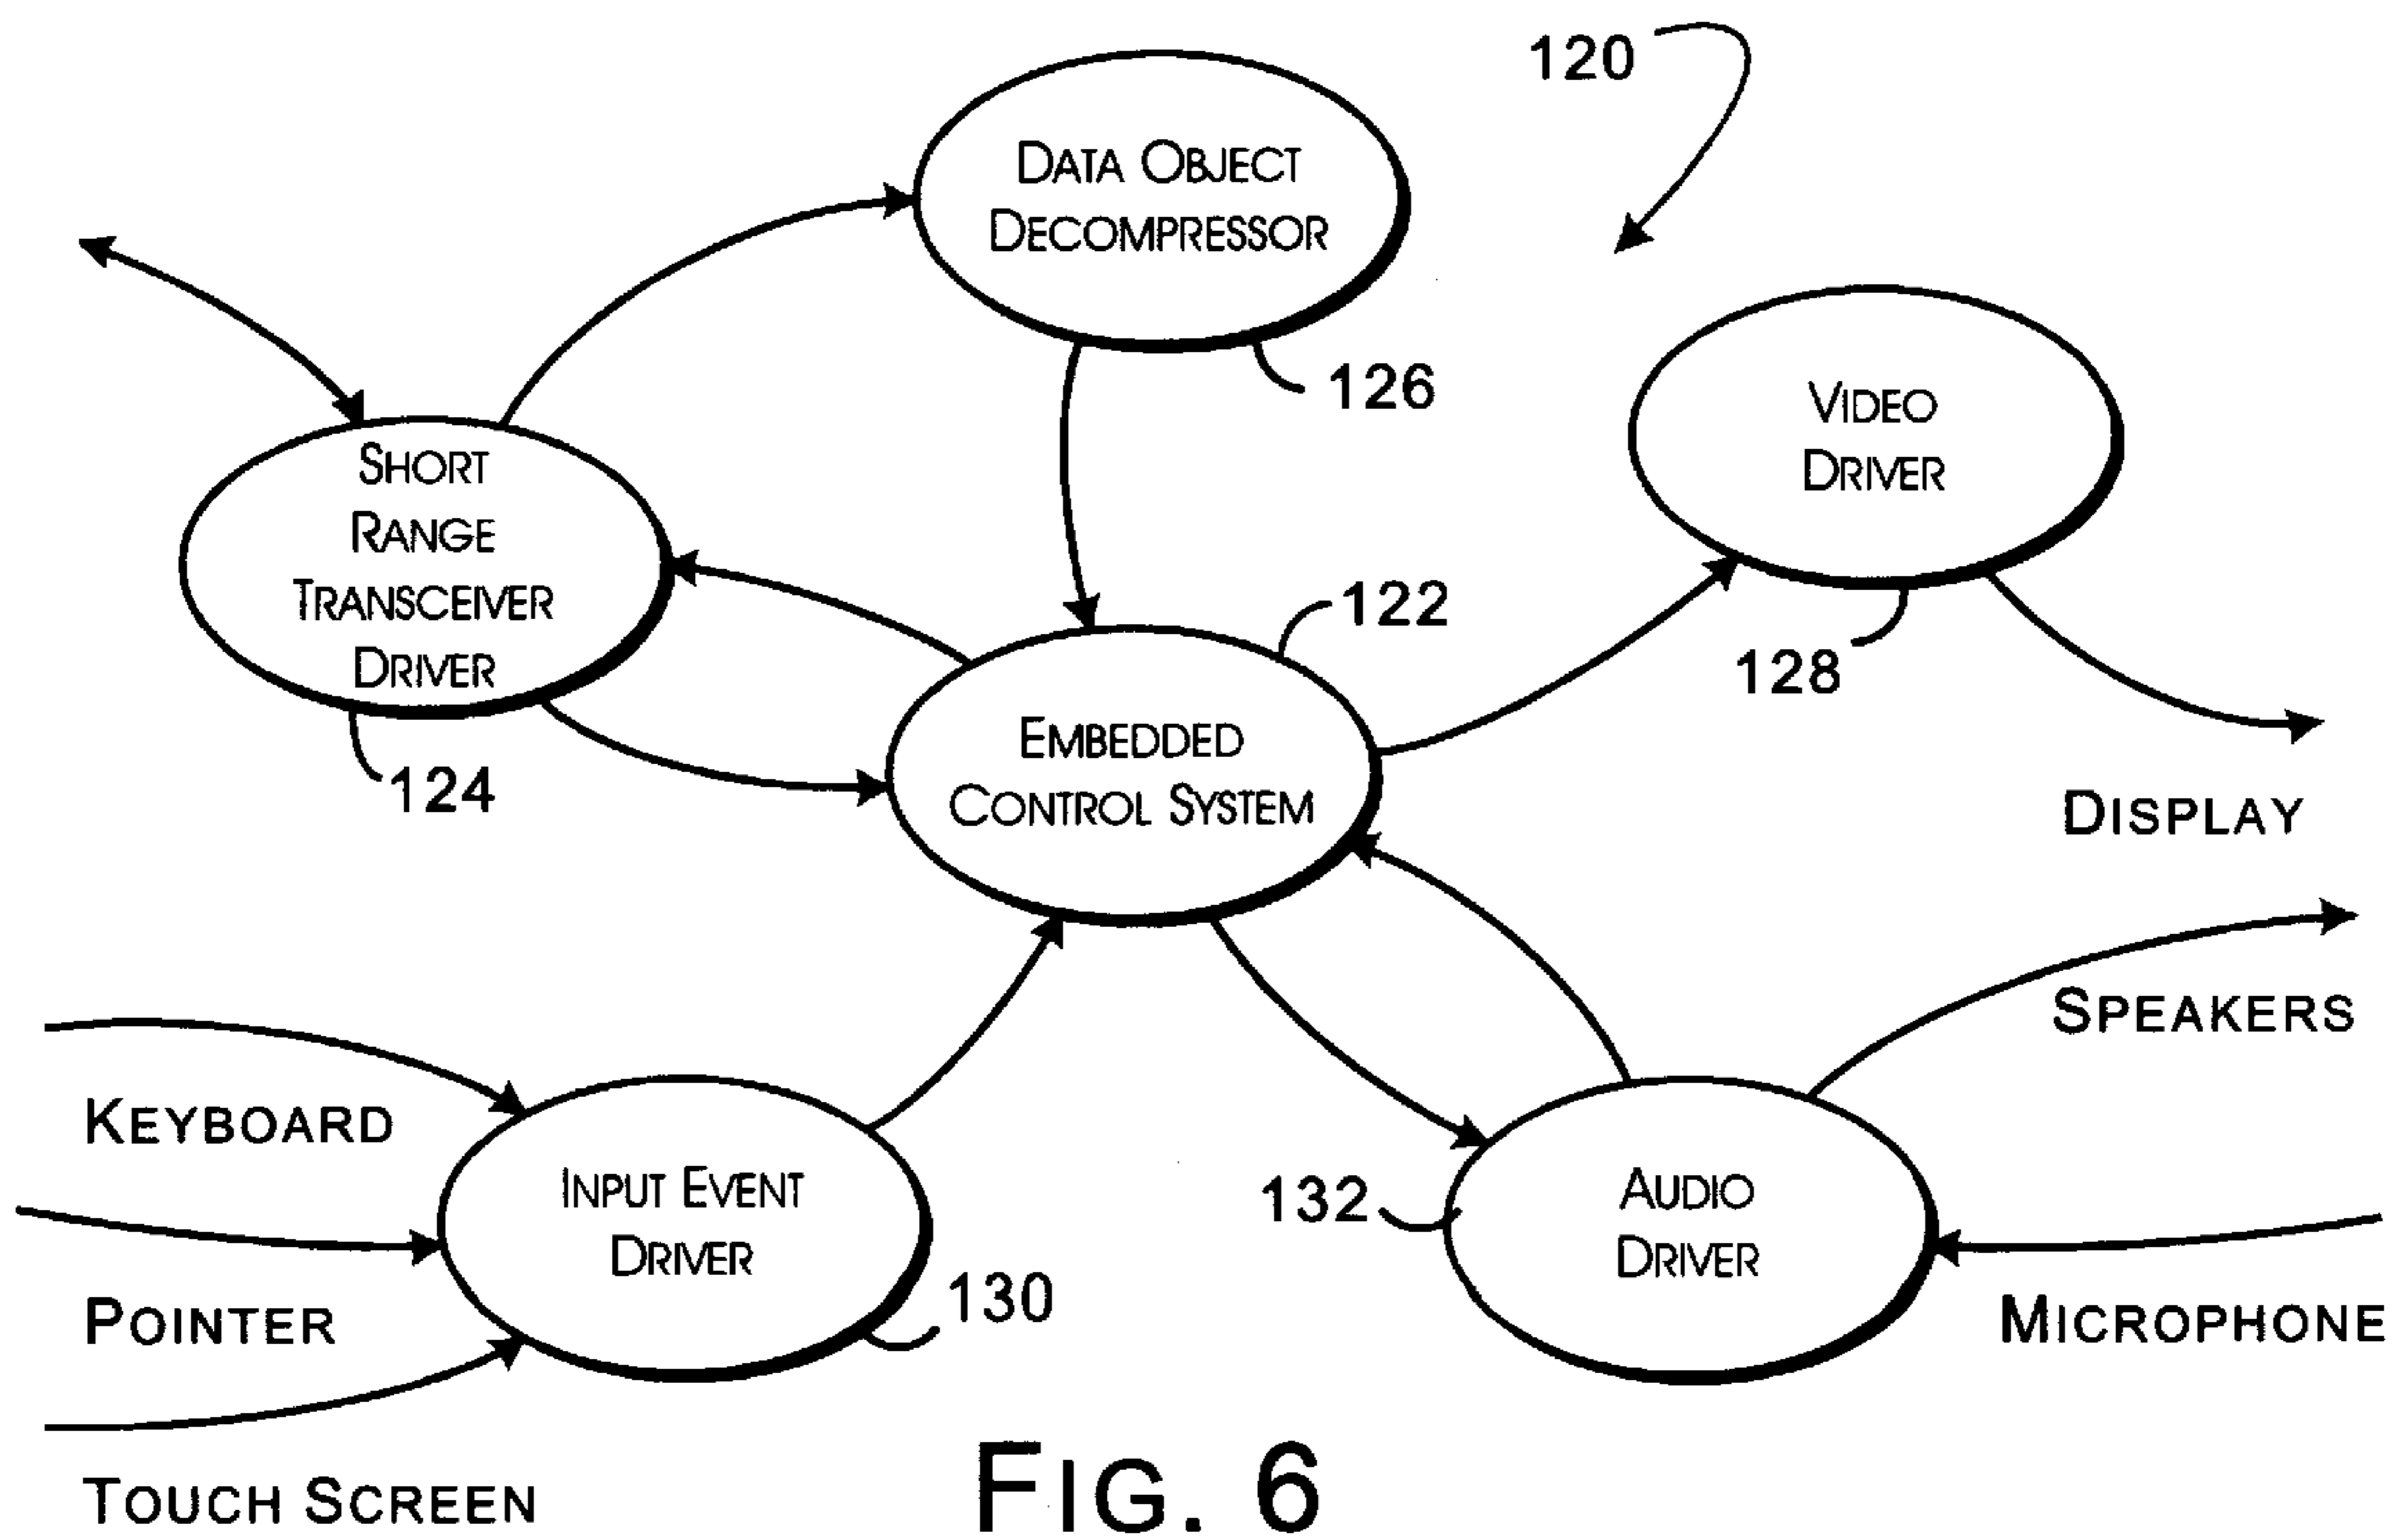 120
DATA OBJECT
DECOMPRESSOR
126
VIDEO
DRIVER
128
SHORT
RANGE
TRANSCEIVER
DRIVER
124
122
EMBEDDED
CONTROL SYSTEM
DISPLAY
SPEAKERS
KEYBOARD
INPUT EVENT
DRIVER
130
132
AUDIO
DRIVER
POINTER
MICROPHONE
TOUCH SCREEN
FIG. 6